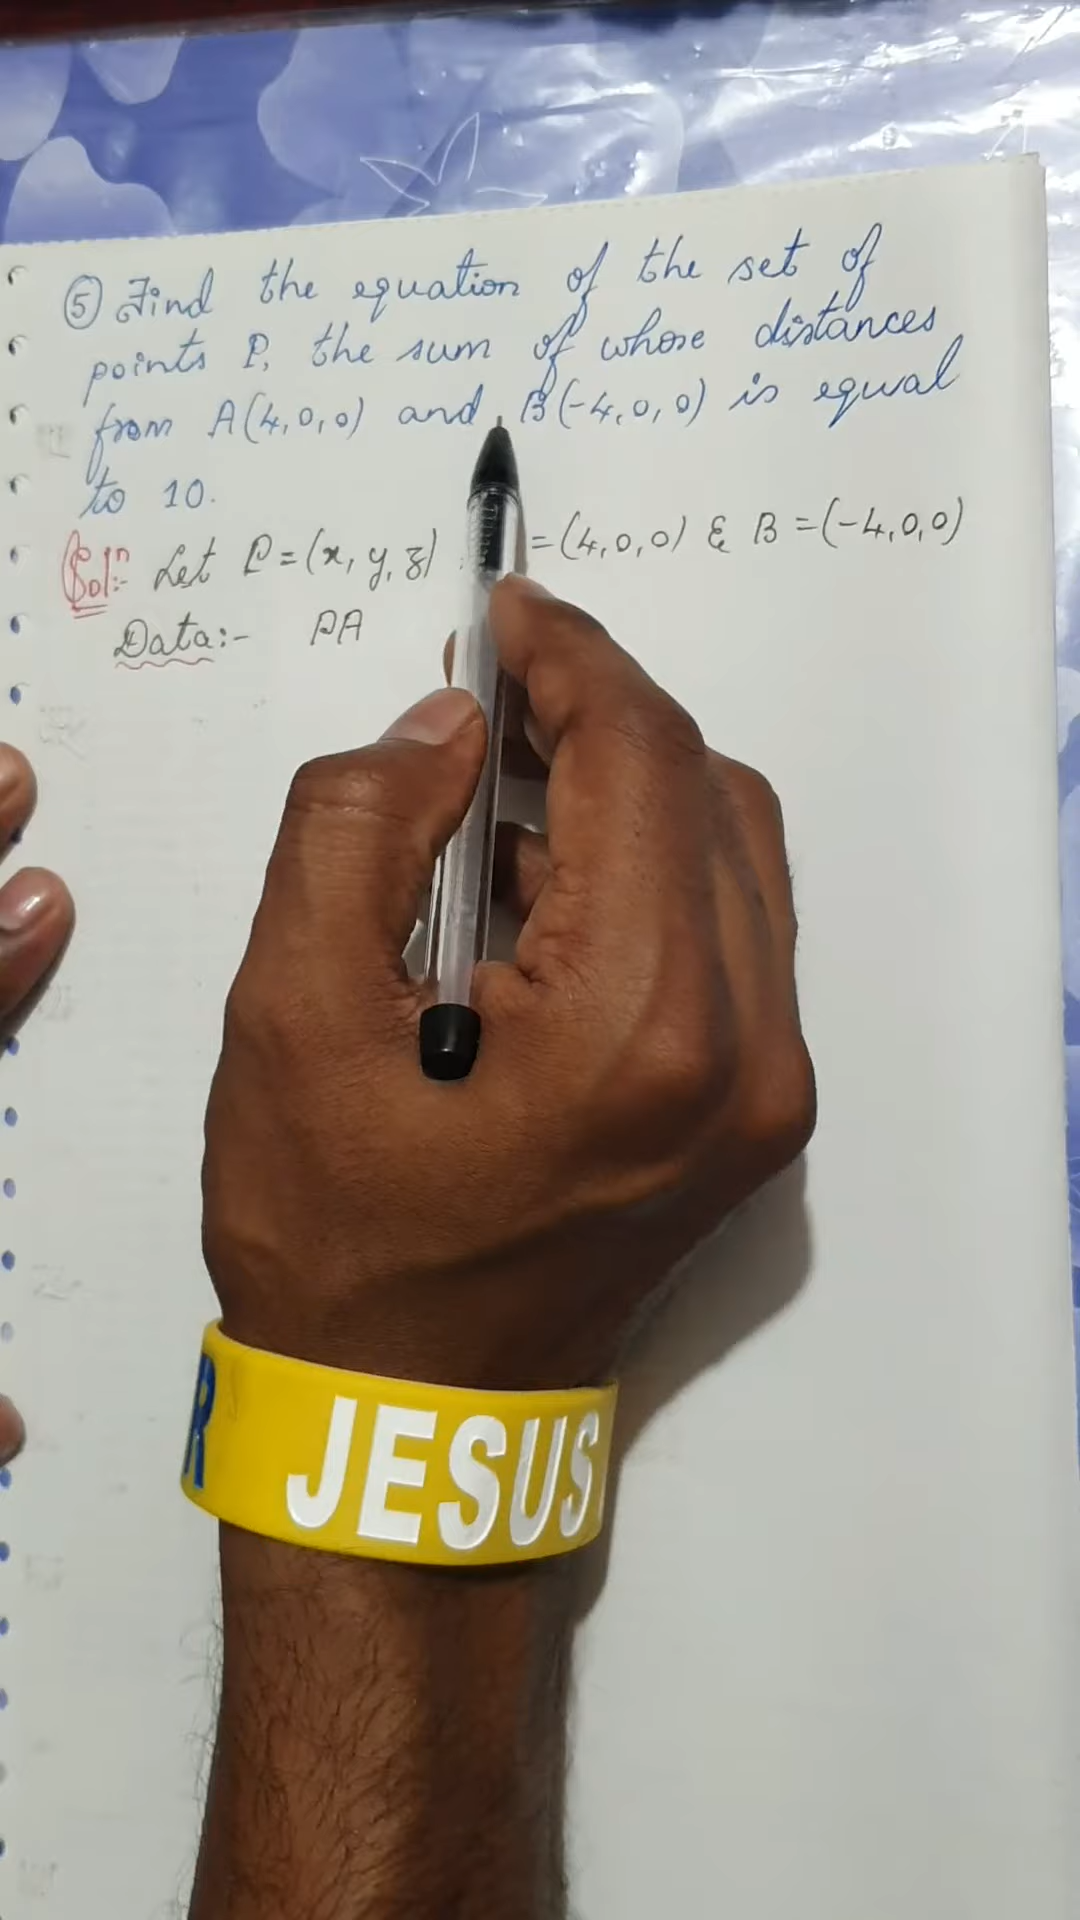 ⑤ Find the equation of the set of
points P, the sum of whose distances
from A(4,0,0) and B(-4,0,0) is equal
to 10.
Solⁿ:- Let P=(x, y, z) =(4,0,0) & B =(-4,0,0)
Data:- PA
R JESUS